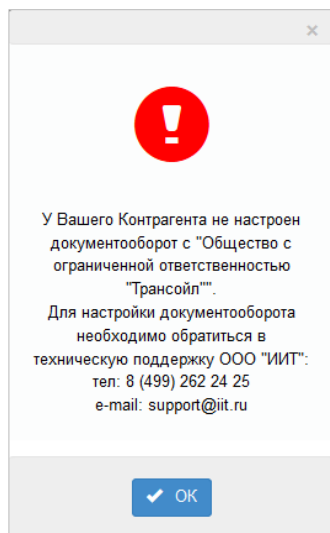 ×
!
У Вашего Контрагента не настроен
документооборот с "Общество с
ограниченной ответственностью
"Трансойл"".
Для настройки документооборота
необходимо обратиться в
техническую поддержку ООО "ИИТ":
тел: 8 (499) 262 24 25
e-mail: support@iit.ru
✔ OK